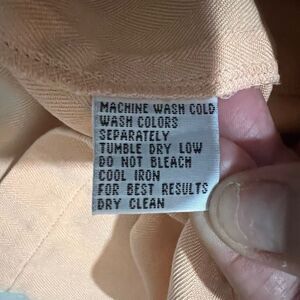 MACHINE WASH COLD
WASH COLORS
SEPARATELY
TUMBLE DRY LOW
DO NOT BLEACH
COOL IRON
FOR BEST RESULTS
DRY CLEAN